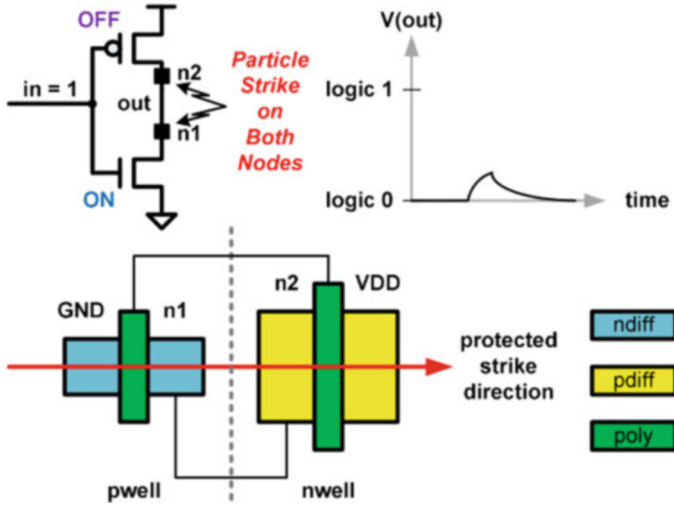 OFF
in = 1
out
n2
n1
ON
Particle
Strike
on
Both
Nodes
V(out)
logic 1
logic 0
time
GND
n1
n2
VDD
pwell
nwell
protected
strike
direction
ndiff
pdiff
poly